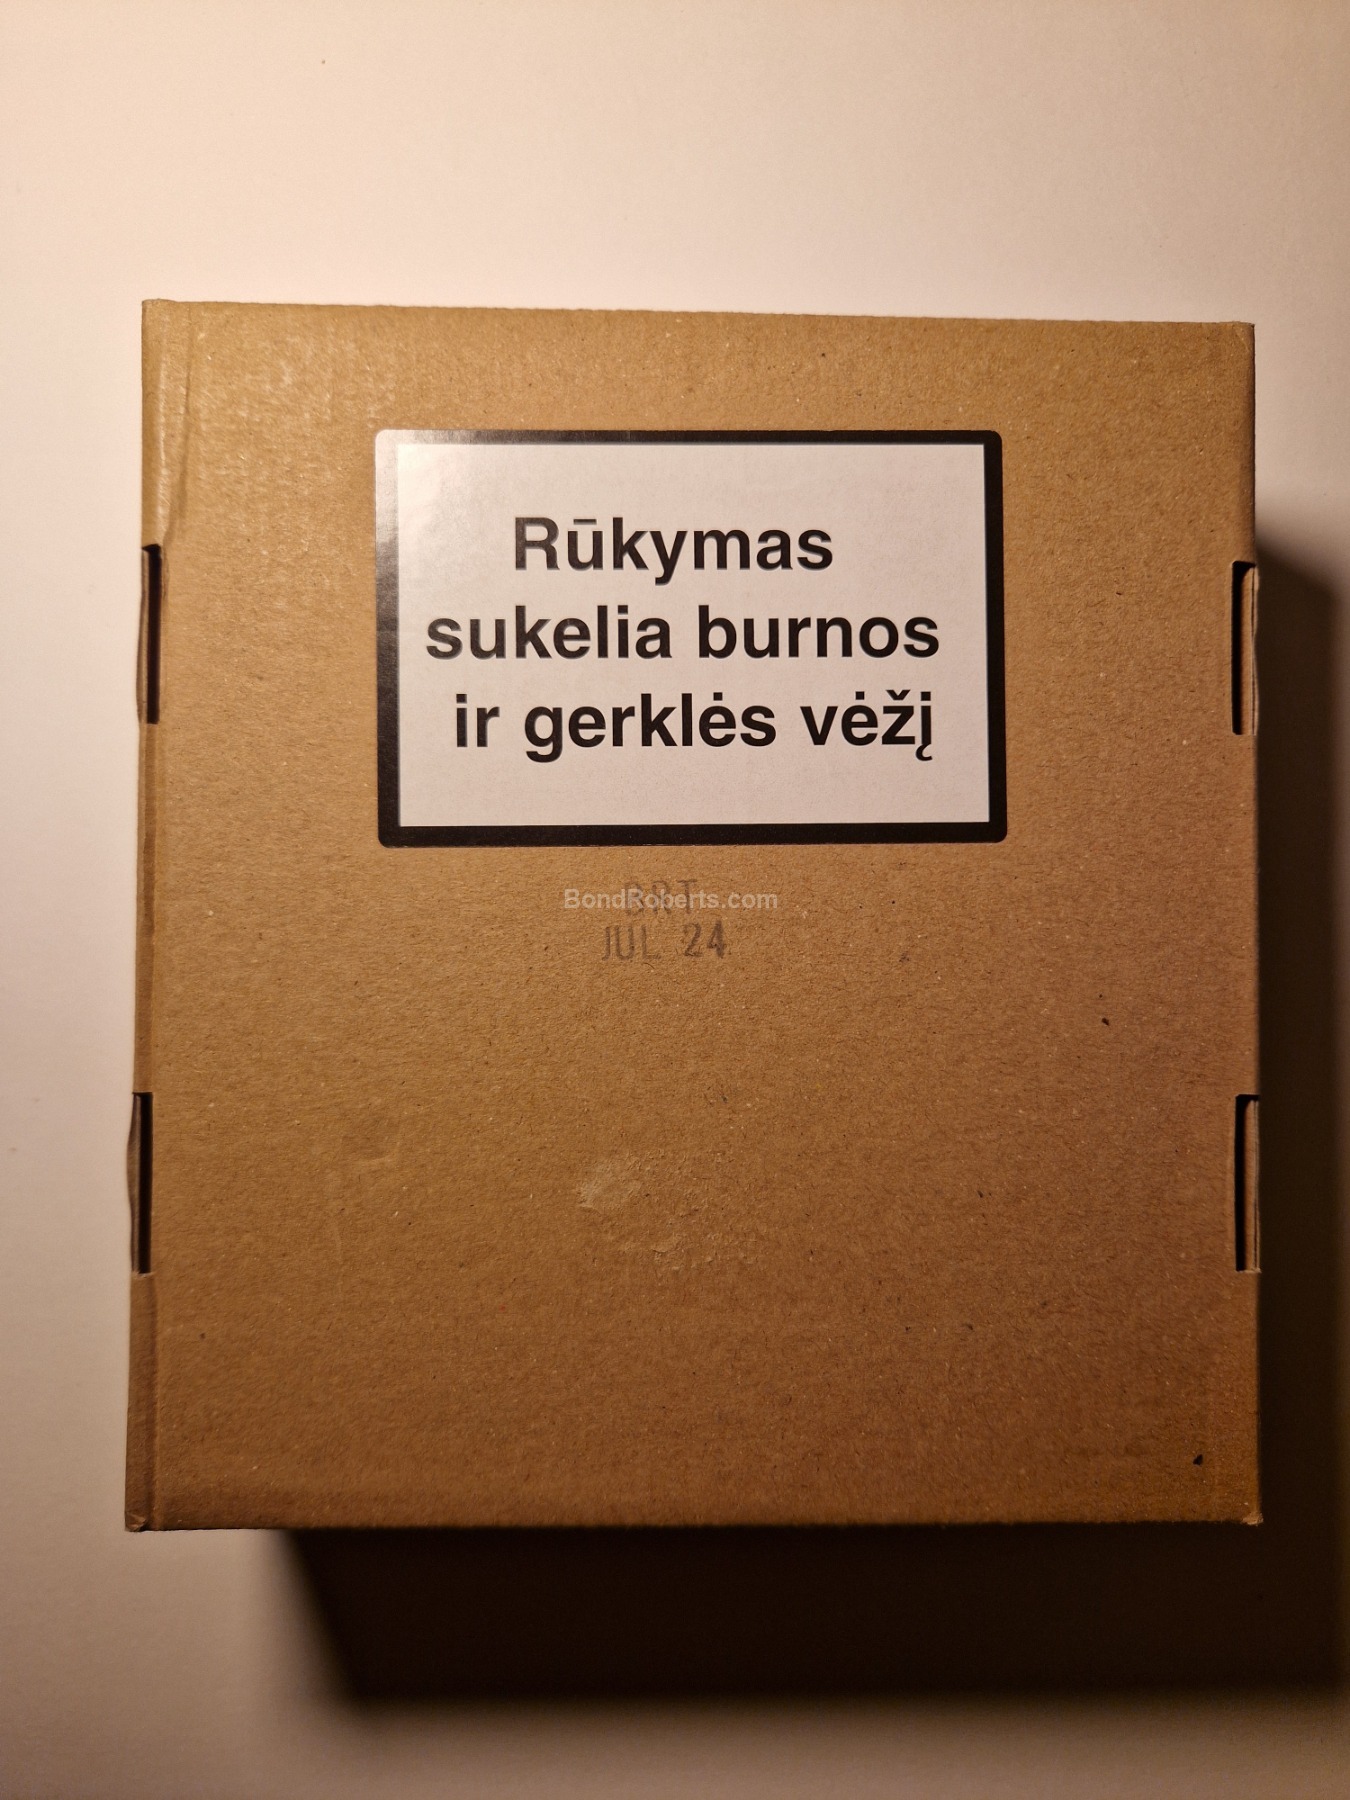 Rūkymas
sukelia burnos
ir gerklės vėžį
BondRoberts.com
JUL 24